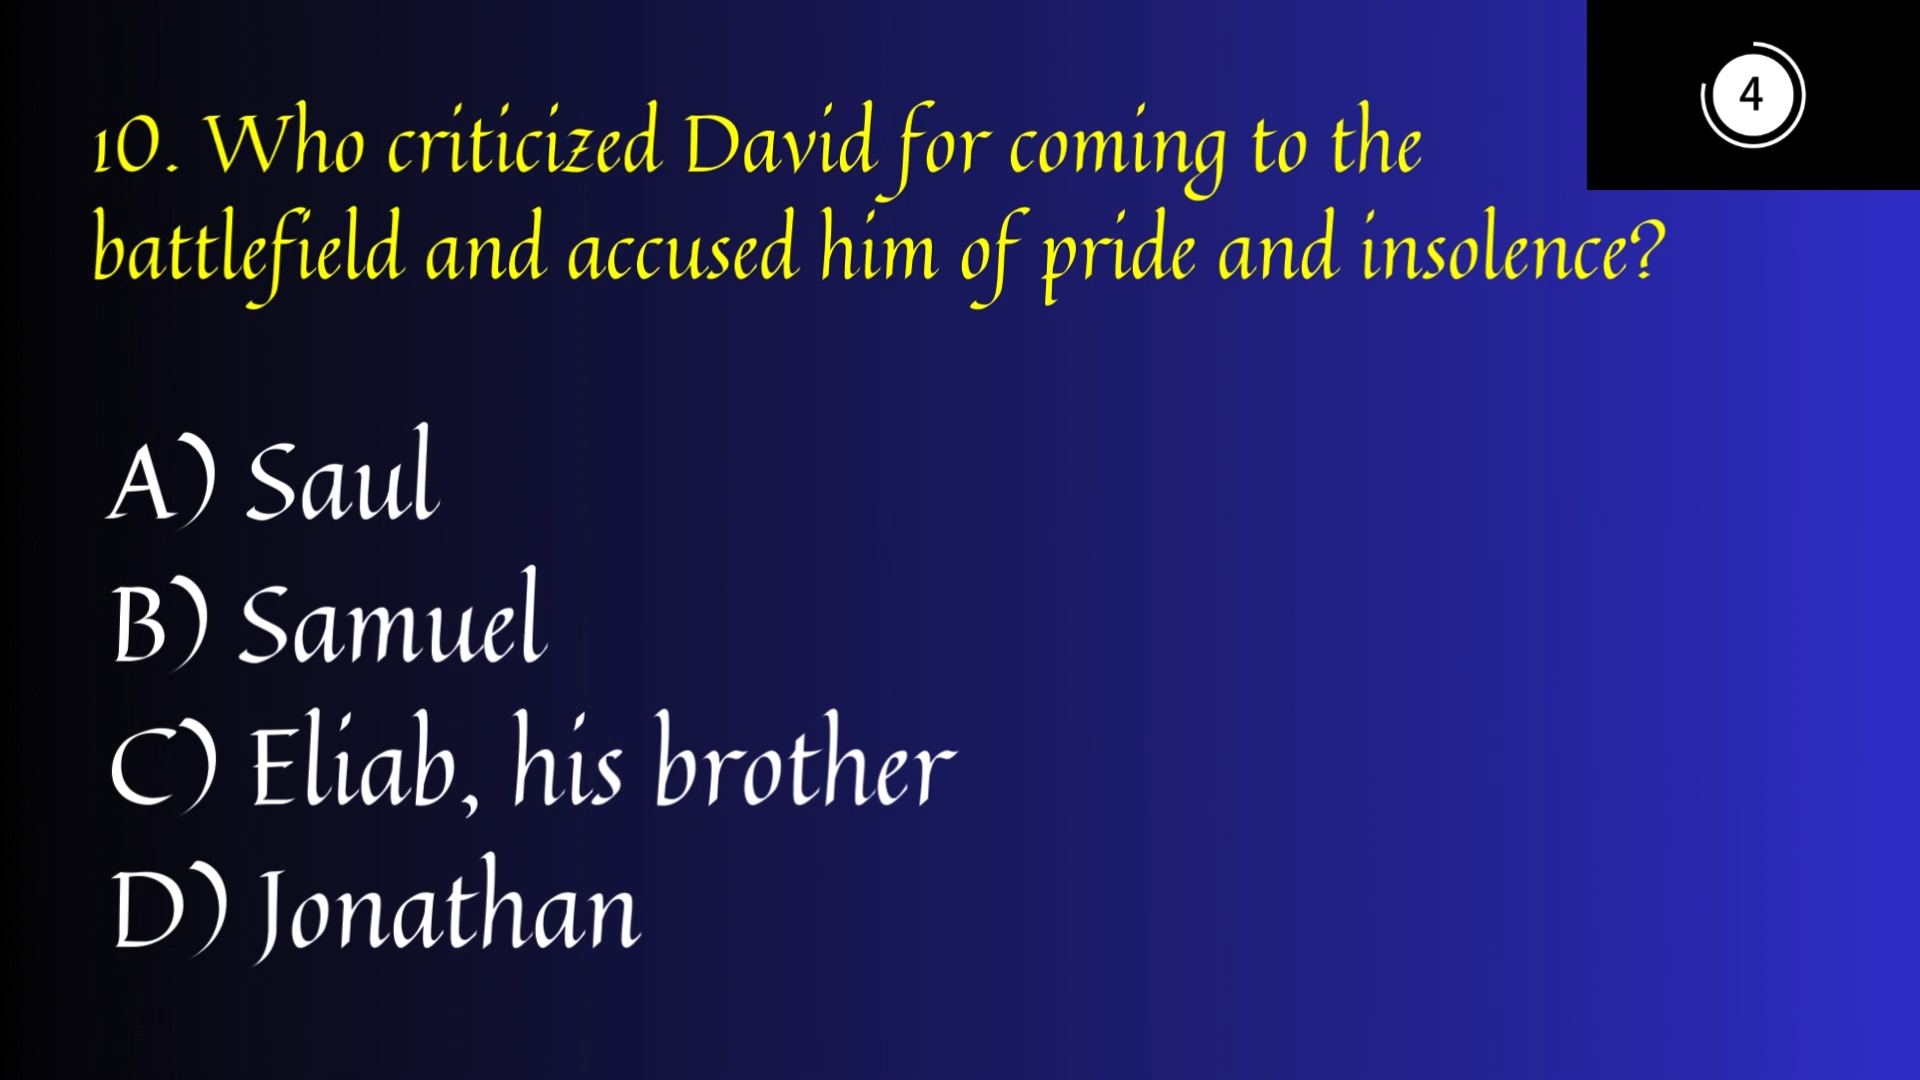 4
10. Who criticized David for coming to the
battlefield and accused him of pride and insolence?
A) Saul
B) Samuel
C) Eliab, his brother
D) Jonathan